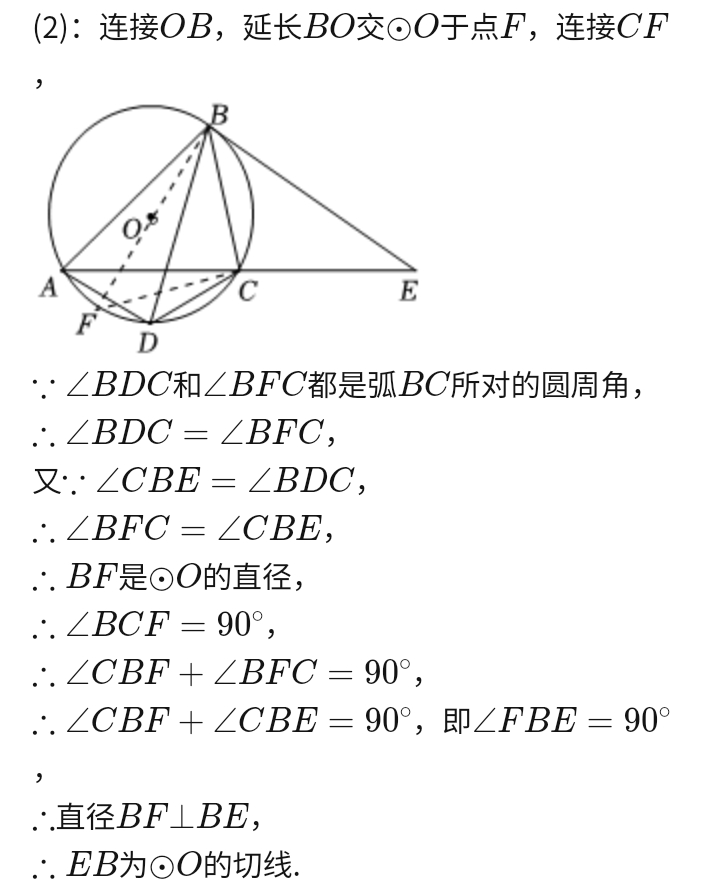 (2)：连接OB，延长BO交⊙O于点F，连接CF
，
B
O
A
C
E
F
D
∵ ∠BDC和∠BFC都是弧BC所对的圆周角，
∴ ∠BDC = ∠BFC，
又∵ ∠CBE = ∠BDC，
∴ ∠BFC = ∠CBE，
∴ BF是⊙O的直径，
∴ ∠BCF = 90°，
∴ ∠CBF + ∠BFC = 90°，
∴ ∠CBF + ∠CBE = 90°，即∠FBE = 90°
，
∴直径BF⊥BE，
∴ EB为⊙O的切线.